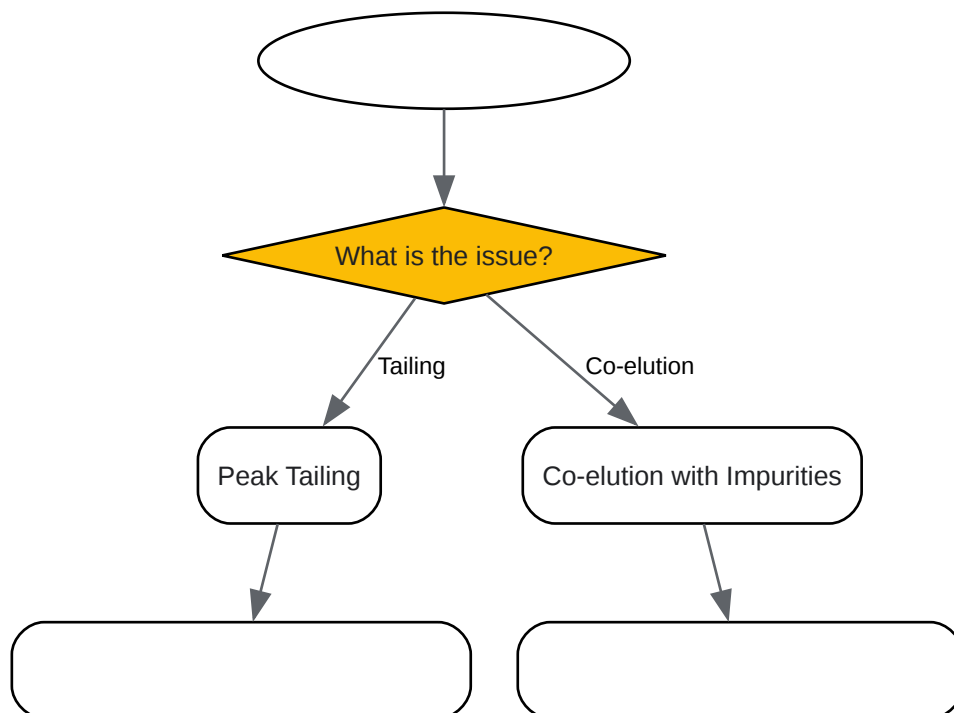 What is the issue?
Tailing
Co-elution
Peak Tailing
Co-elution with Impurities